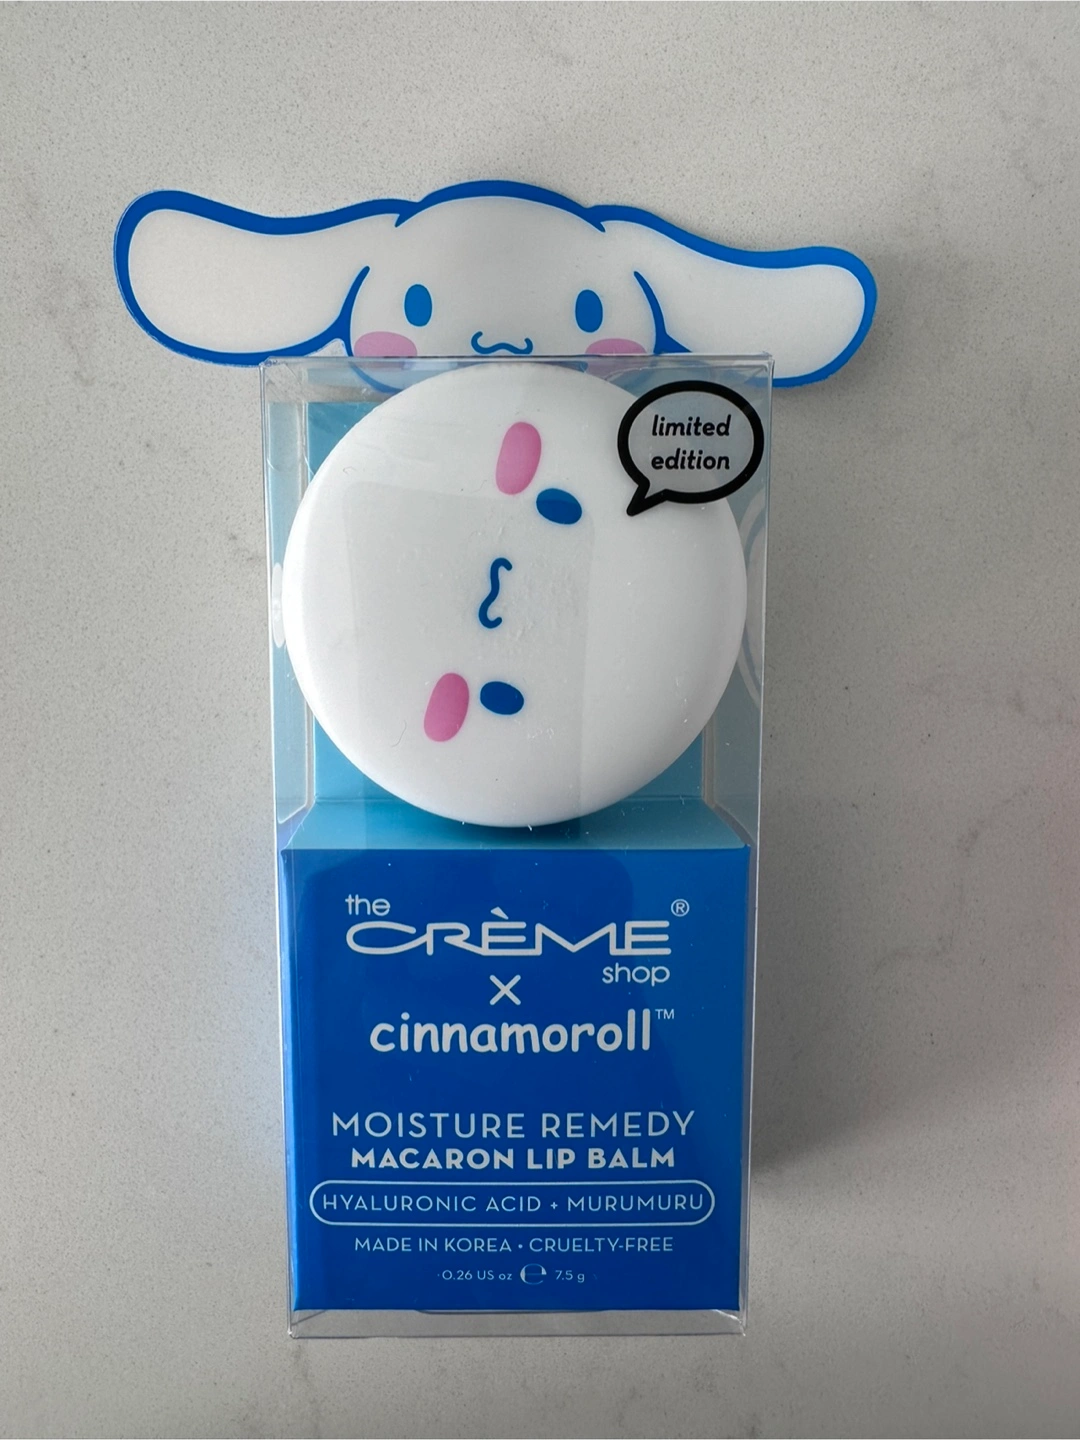 limited
edition
the
CRÈME®
shop
X
cinnamoroll™
MOISTURE REMEDY
MACARON LIP BALM
HYALURONIC ACID + MURUMURU
MADE IN KOREA • CRUELTY-FREE
0.26 US oz ℮ 7.5 g